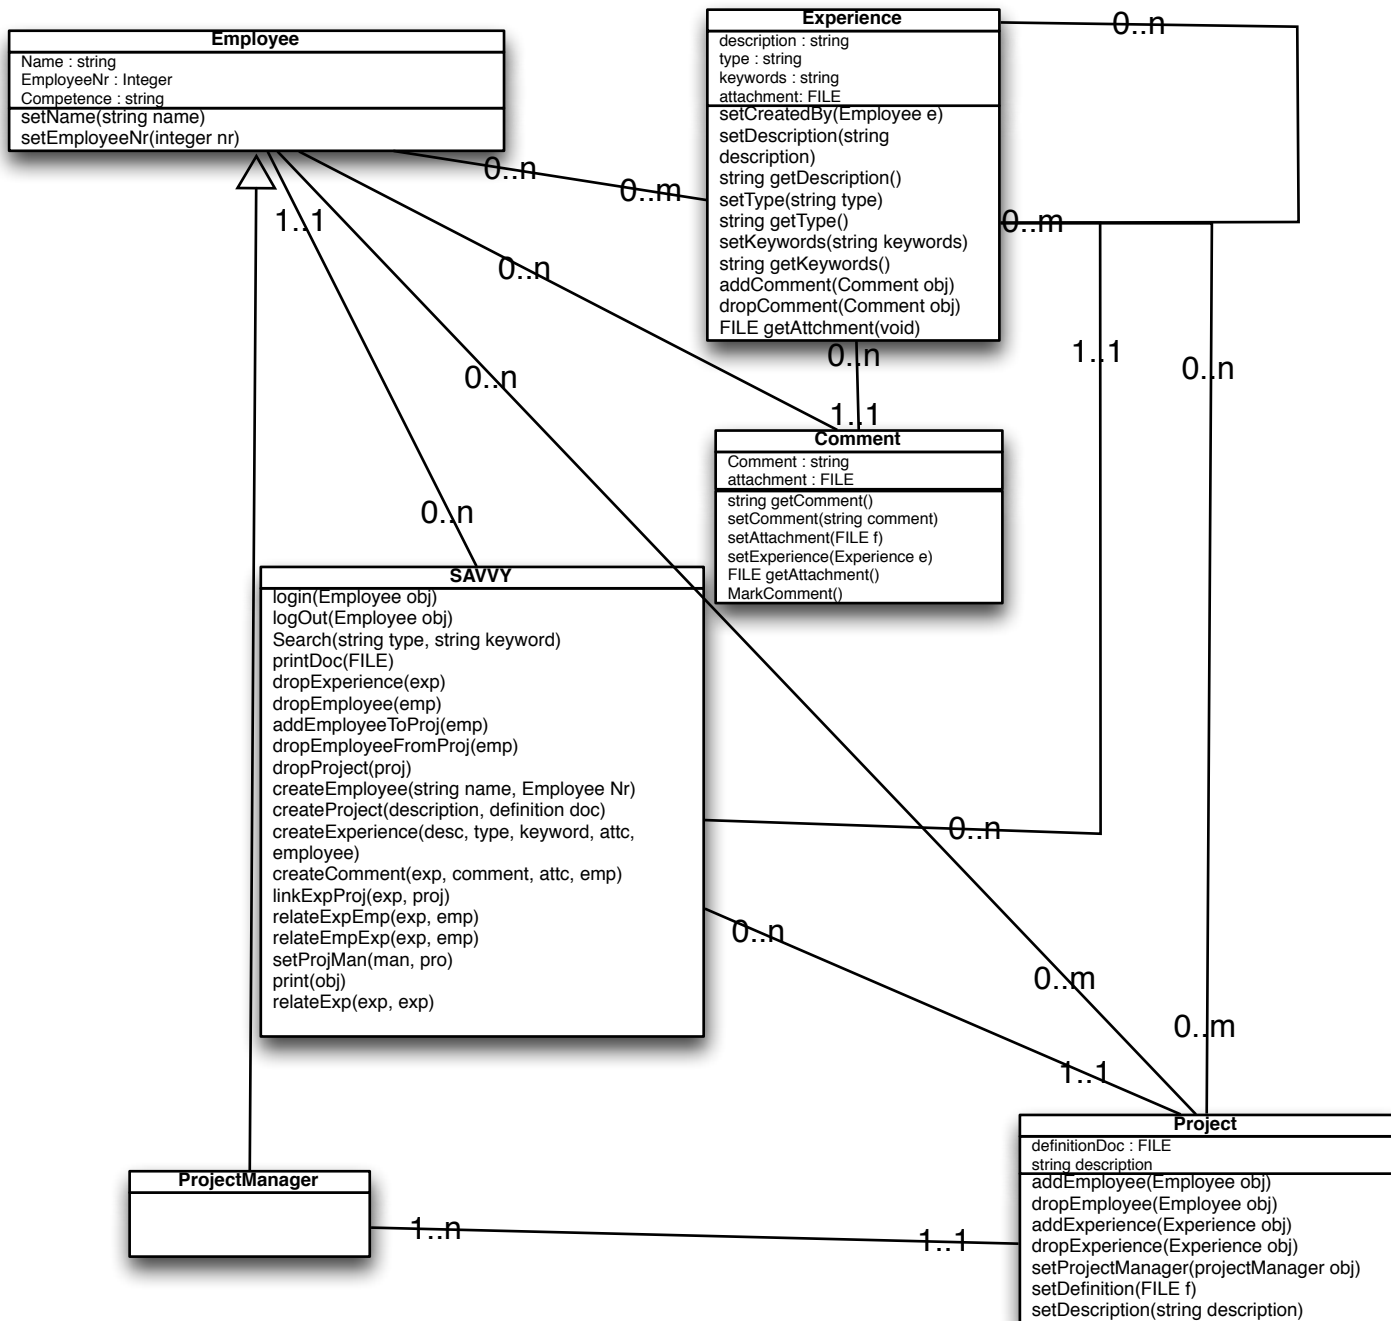 Employee
Name : string
EmployeeNr : Integer
Competence : string
setName(string name)
setEmployeeNr(integer nr)
Experience
description : string
type : string
keywords : string
attachment: FILE
setCreatedBy(Employee e)
setDescription(string
description)
string getDescription()
setType(string type)
string getType()
setKeywords(string keywords)
string getKeywords()
addComment(Comment obj)
dropComment(Comment obj)
FILE getAttchment(void)
0..n
0..n
0..m
0..m
1..1
0..n
0..n
1..1
0..n
0..n
1..1
Comment
Comment : string
attachment : FILE
string getComment()
setComment(string comment)
setAttachment(FILE f)
setExperience(Experience e)
FILE getAttachment()
MarkComment()
0..n
SAVVY
login(Employee obj)
logOut(Employee obj)
Search(string type, string keyword)
printDoc(FILE)
dropExperience(exp)
dropEmployee(emp)
addEmployeeToProj(emp)
dropEmployeeFromProj(emp)
dropProject(proj)
createEmployee(string name, Employee Nr)
createProject(description, definition doc)
createExperience(desc, type, keyword, attc,
employee)
createComment(exp, comment, attc, emp)
linkExpProj(exp, proj)
relateExpEmp(exp, emp)
relateEmpExp(exp, emp)
setProjMan(man, pro)
print(obj)
relateExp(exp, exp)
0..n
0..n
0..m
0..m
1..1
ProjectManager
1..n
1..1
Project
definitionDoc : FILE
string description
addEmployee(Employee obj)
dropEmployee(Employee obj)
addExperience(Experience obj)
dropExperience(Experience obj)
setProjectManager(projectManager obj)
setDefinition(FILE f)
setDescription(string description)